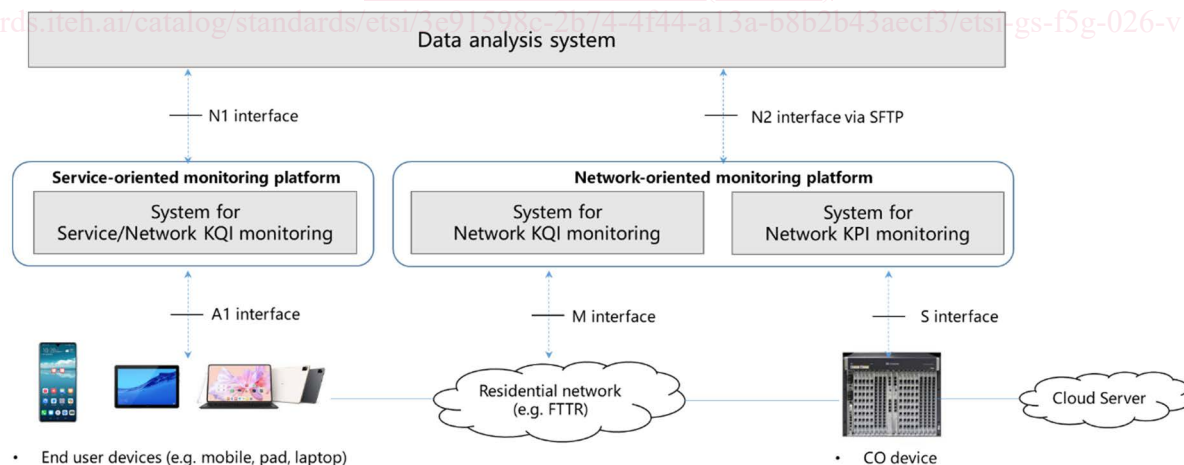 rds.iteh.ai/catalog/standards/etsi/3e91598c-2b74-4f44-a13a-b8b2b43aecf3/etsi-gs-f5g-026-v
Data analysis system
N1 interface
N2 interface via SFTP
Service-oriented monitoring platform
Network-oriented monitoring platform
System for
Service/Network KQI monitoring
System for
Network KQI monitoring
System for
Network KPI monitoring
A1 interface
M interface
S interface
Residential network
(e.g. FTTR)
Cloud Server
• End user devices (e.g. mobile, pad, laptop)
• CO device